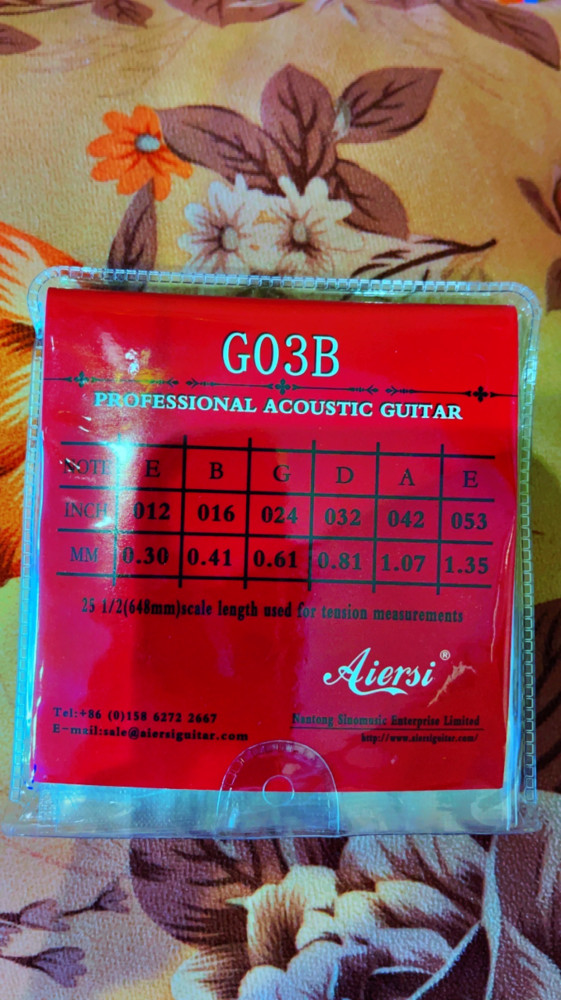 G03B
PROFESSIONAL ACOUSTIC GUITAR
NOTE E B G D A E
INCH 012 016 024 032 042 053
MM 0.30 0.41 0.61 0.81 1.07 1.35
25 1/2(648mm)scale length used for tension measurements
Aiersi®
Tel:+86 (0)158 6272 2667
E-mail:sale@aiersiguitar.com
Nantong Sinomusic Enterprise Limited
http://www.aiersiguitar.com/